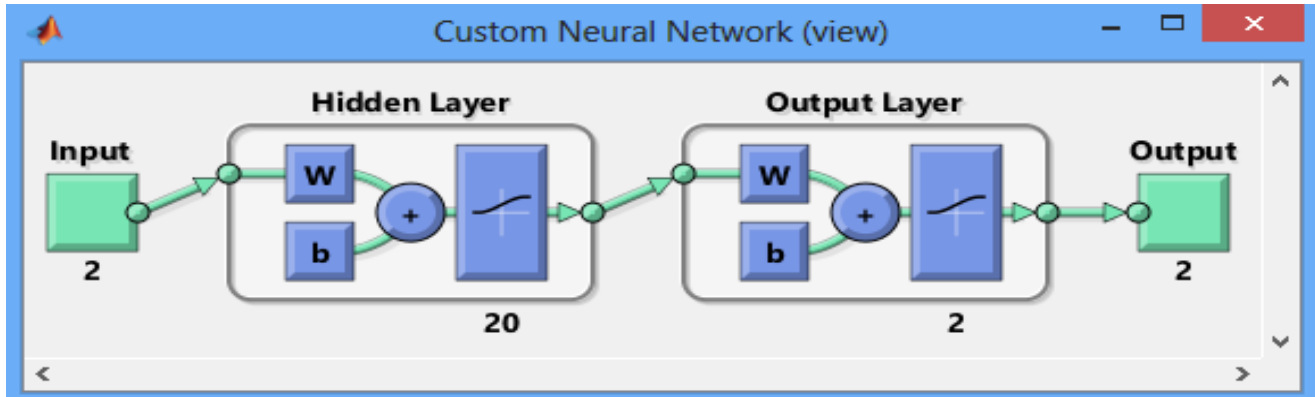 Custom Neural Network (view)
Hidden Layer
Output Layer
Input
Output
W
b
+
W
b
+
2
20
2
2